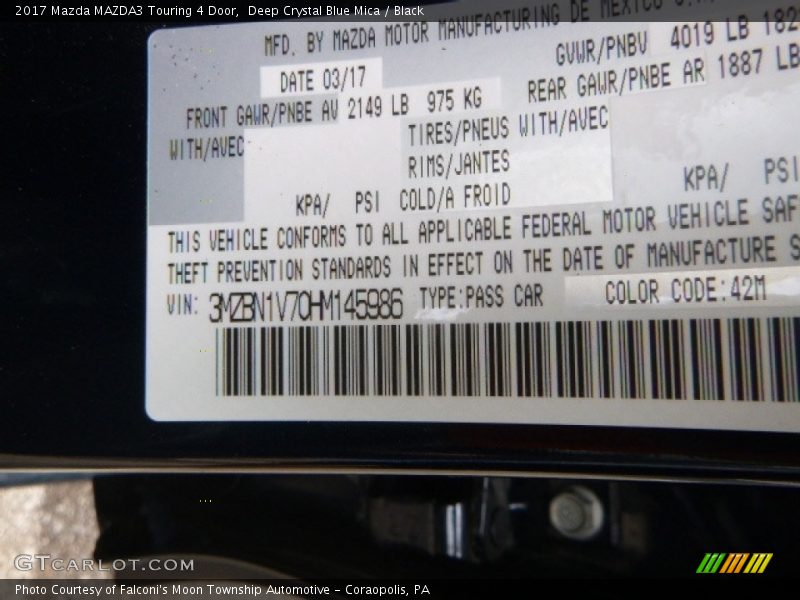 2017 Mazda MAZDA3 Touring 4 Door, Deep Crystal Blue Mica / Black
MFD. BY MAZDA MOTOR MANUFACTURING DE MEXICO
DATE 03/17
GVWR/PNBV 4019 LB 182
FRONT GAWR/PNBE AV 2149 LB 975 KG
REAR GAWR/PNBE AR 1887 LB
WITH/AVEC
TIRES/PNEUS WITH/AVEC
RIMS/JANTES
KPA/ PSI COLD/A FROID
KPA/ PSI
THIS VEHICLE CONFORMS TO ALL APPLICABLE FEDERAL MOTOR VEHICLE SAF
THEFT PREVENTION STANDARDS IN EFFECT ON THE DATE OF MANUFACTURE S
VIN: 3MZBN1V70HM145986 TYPE:PASS CAR COLOR CODE:42M
GTCARLOT.COM
Photo Courtesy of Falconi's Moon Township Automotive - Coraopolis, PA